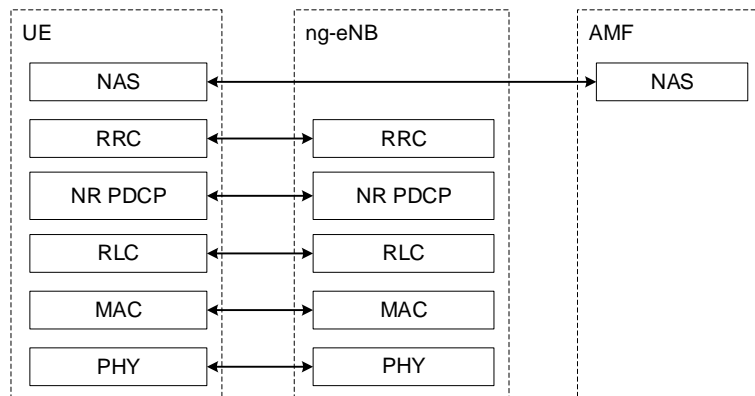 UE ng-eNB AMF
NAS NAS
RRC RRC
NR PDCP NR PDCP
RLC RLC
MAC MAC
PHY PHY